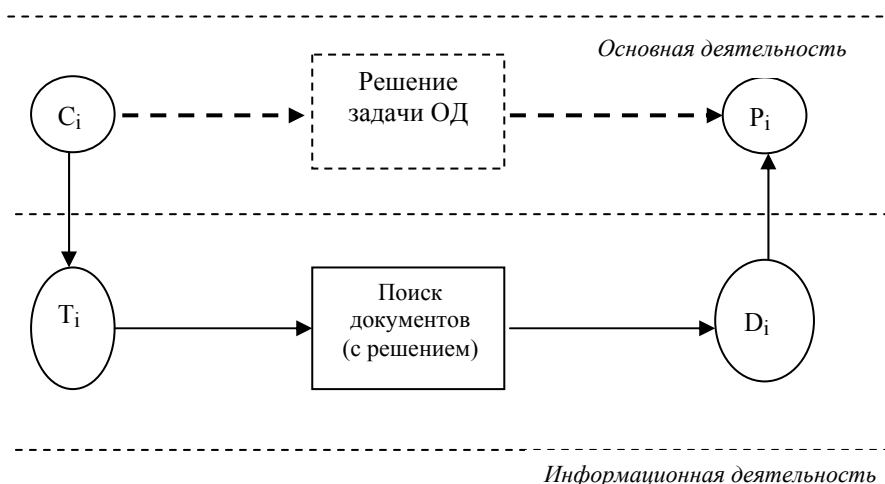 Основная деятельность
Решение
задачи ОД
Ci
Pi
Ti
Поиск
документов
(с решением)
Di
Информационная деятельность